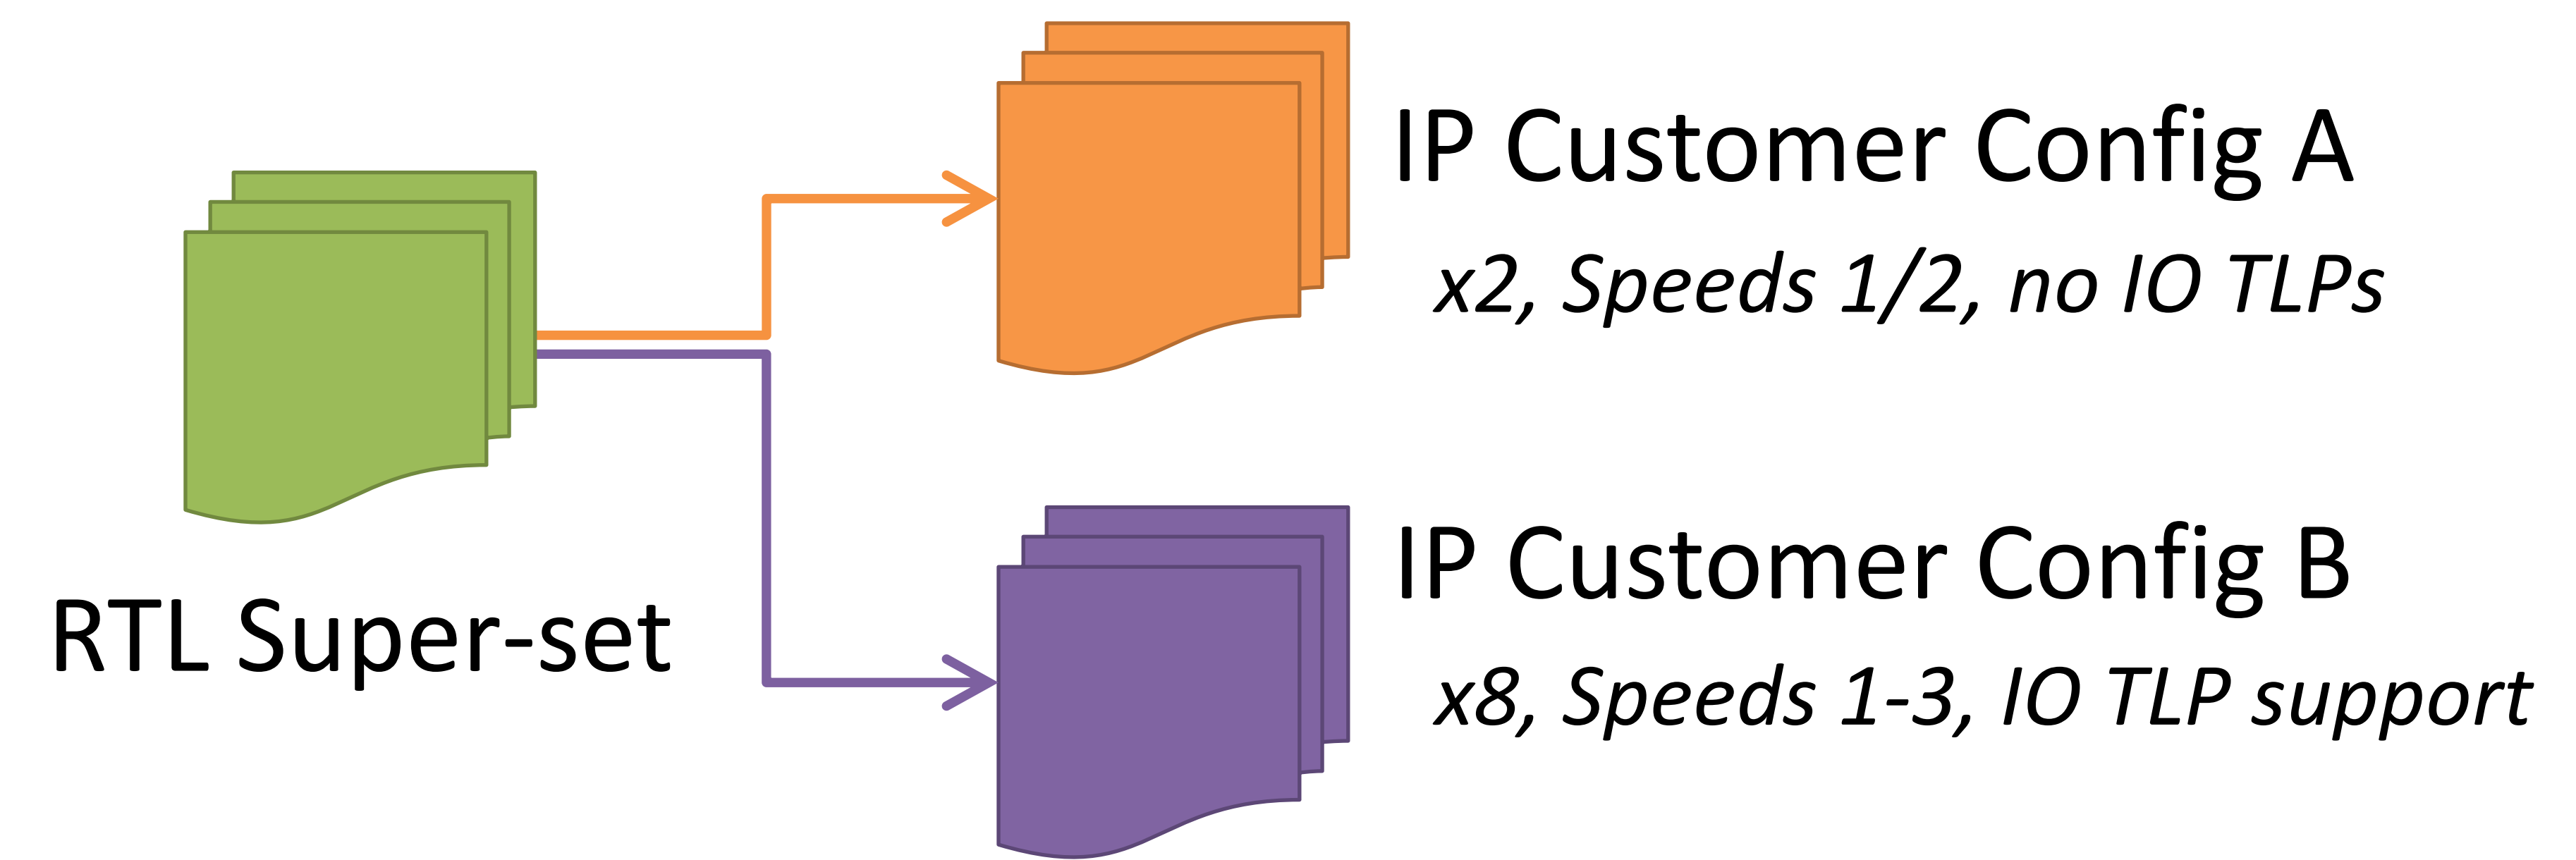 RTL Super-set
IP Customer Config A
x2, Speeds 1/2, no IO TLPs
IP Customer Config B
x8, Speeds 1-3, IO TLP support